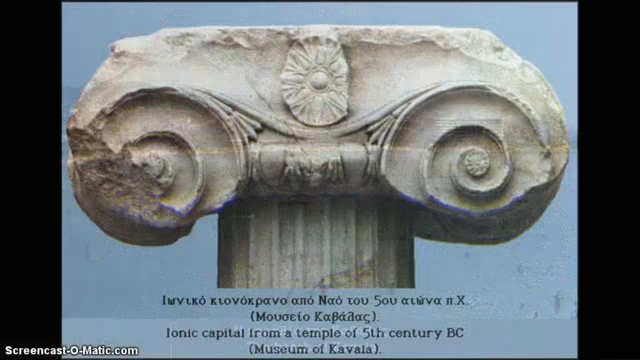 Ιωνικό κιονόκρανο από Ναό του 5ου αιώνα π.Χ.
(Μουσείο Καβάλας).
Ionic capital from a temple of 5th century BC
(Museum of Kavala).
Screencast-O-Matic.com